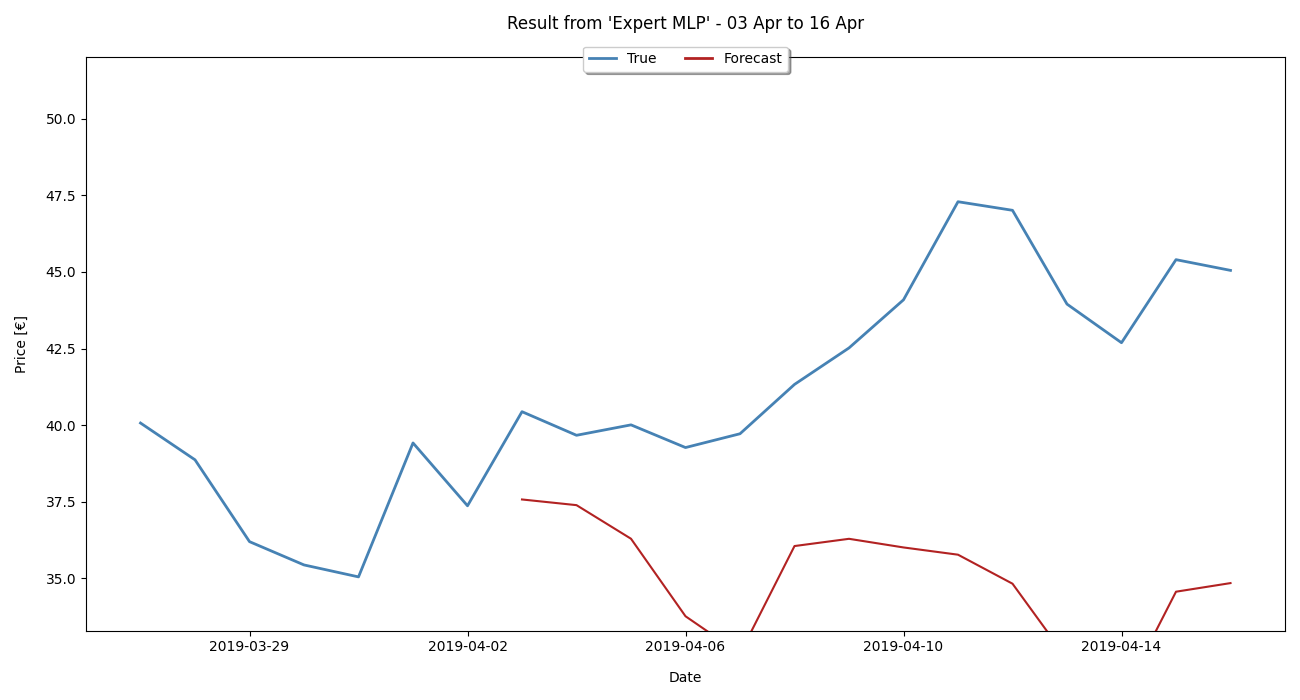 Result from 'Expert MLP' - 03 Apr to 16 Apr
True
Forecast
50.0
47.5
45.0
42.5
40.0
37.5
35.0
Price [€]
2019-03-29
2019-04-02
2019-04-06
2019-04-10
2019-04-14
Date